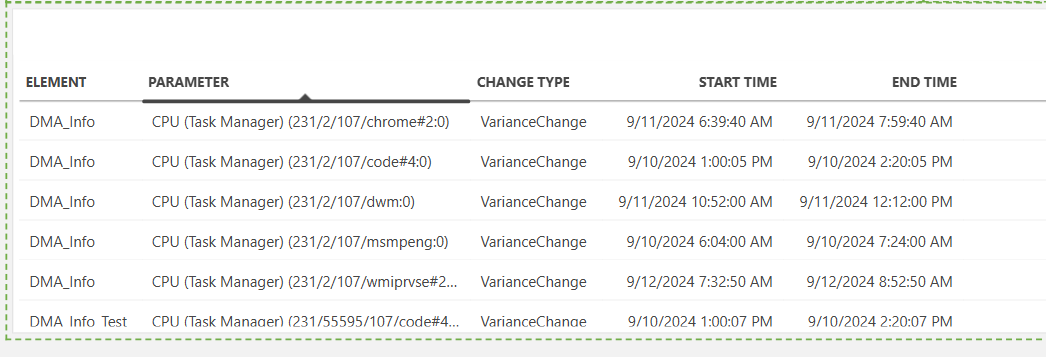 ELEMENT PARAMETER CHANGE TYPE START TIME END TIME
DMA_Info CPU (Task Manager) (231/2/107/chrome#2:0) VarianceChange 9/11/2024 6:39:40 AM 9/11/2024 7:59:40 AM
DMA_Info CPU (Task Manager) (231/2/107/code#4:0) VarianceChange 9/10/2024 1:00:05 PM 9/10/2024 2:20:05 PM
DMA_Info CPU (Task Manager) (231/2/107/dwm:0) VarianceChange 9/11/2024 10:52:00 AM 9/11/2024 12:12:00 PM
DMA_Info CPU (Task Manager) (231/2/107/msmpeng:0) VarianceChange 9/10/2024 6:04:00 AM 9/10/2024 7:24:00 AM
DMA_Info CPU (Task Manager) (231/2/107/wmiprvse#2... VarianceChange 9/12/2024 7:32:50 AM 9/12/2024 8:52:50 AM
DMA_Info_Test CPU (Task Manager) (231/55595/107/code#4... VarianceChange 9/10/2024 1:00:07 PM 9/10/2024 2:20:07 PM